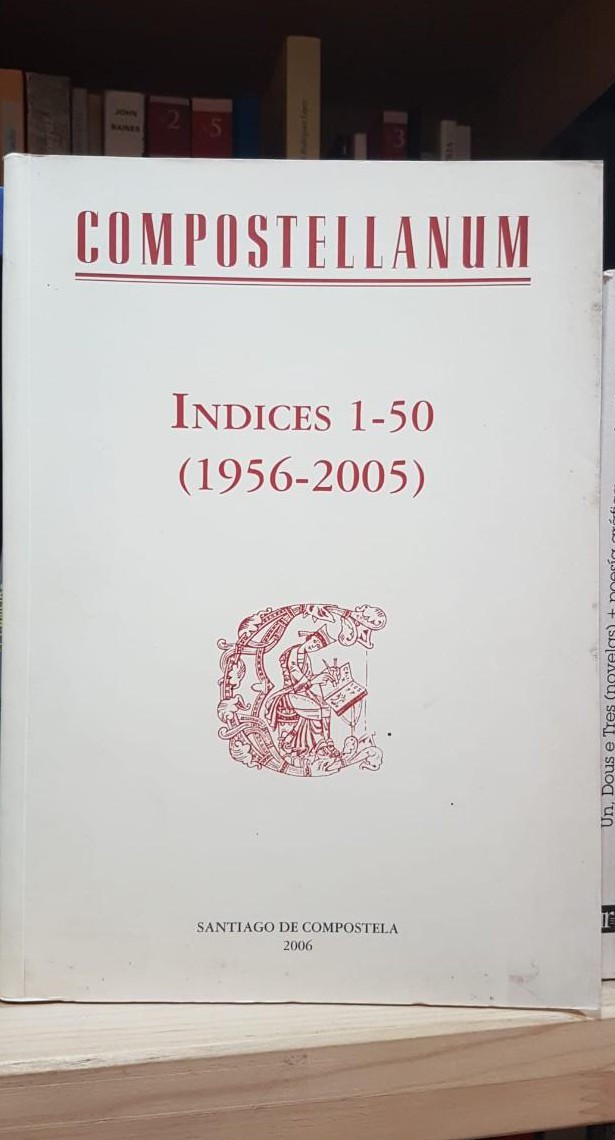 JOHN
BAINES
2
5
3
COMPOSTELLANUM
INDICES 1-50
(1956-2005)
SANTIAGO DE COMPOSTELA
2006
Un, Dous e Tres (novelas) + poesía gráfica